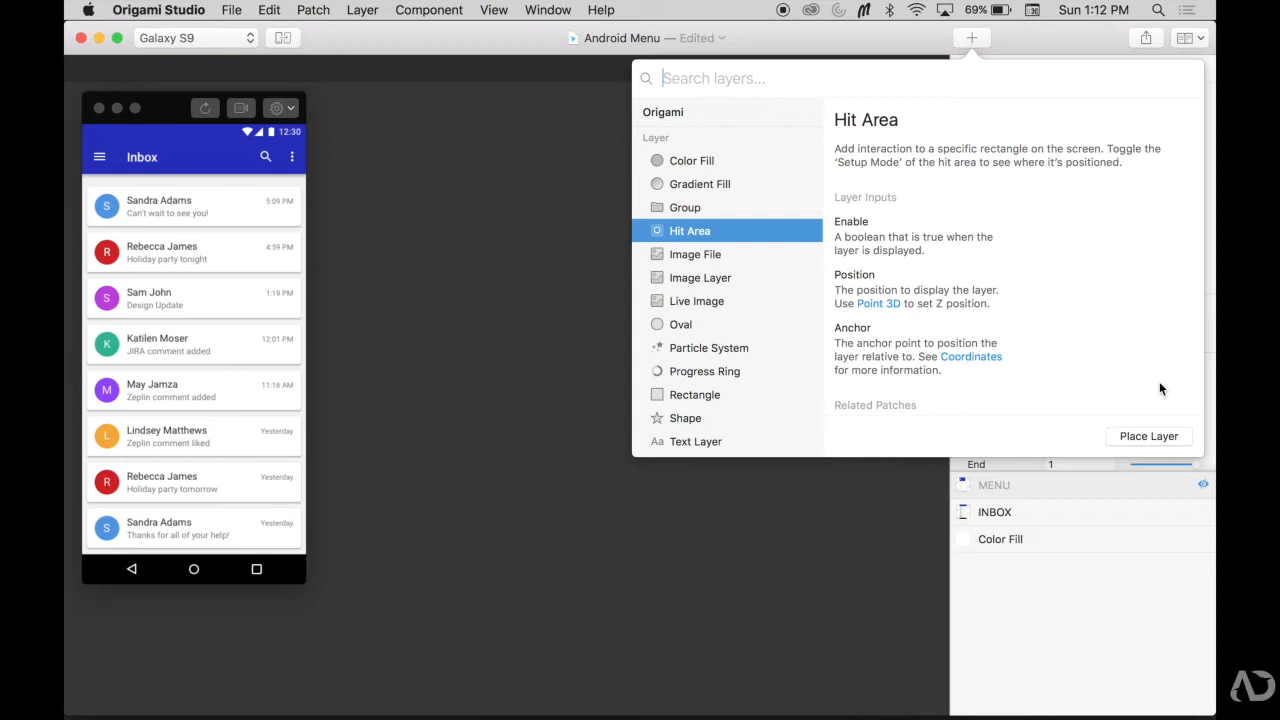 Origami Studio File Edit Patch Layer Component View Window Help 69% Sun 1:12 PM
Galaxy S9
Android Menu — Edited
Search layers...
12:30
Inbox
S Sandra Adams 5:09 PM
Can't wait to see you!
R Rebecca James 4:59 PM
Holiday party tonight
S Sam John 1:19 PM
Design Update
K Katilen Moser 12:01 PM
JIRA comment added
M May Jamza 11:18 AM
Zeplin comment added
L Lindsey Matthews Yesterday
Zeplin comment liked
R Rebecca James Yesterday
Holiday party tomorrow
S Sandra Adams Yesterday
Thanks for all of your help!
Origami
Layer
Color Fill
Gradient Fill
Group
Hit Area
Image File
Image Layer
Live Image
Oval
Particle System
Progress Ring
Rectangle
Shape
Aa Text Layer
Hit Area
Add interaction to a specific rectangle on the screen. Toggle the
'Setup Mode' of the hit area to see where it's positioned.
Layer Inputs
Enable
A boolean that is true when the
layer is displayed.
Position
The position to display the layer.
Use Point 3D to set Z position.
Anchor
The anchor point to position the
layer relative to. See Coordinates
for more information.
Related Patches
Place Layer
End 1
MENU
INBOX
Color Fill